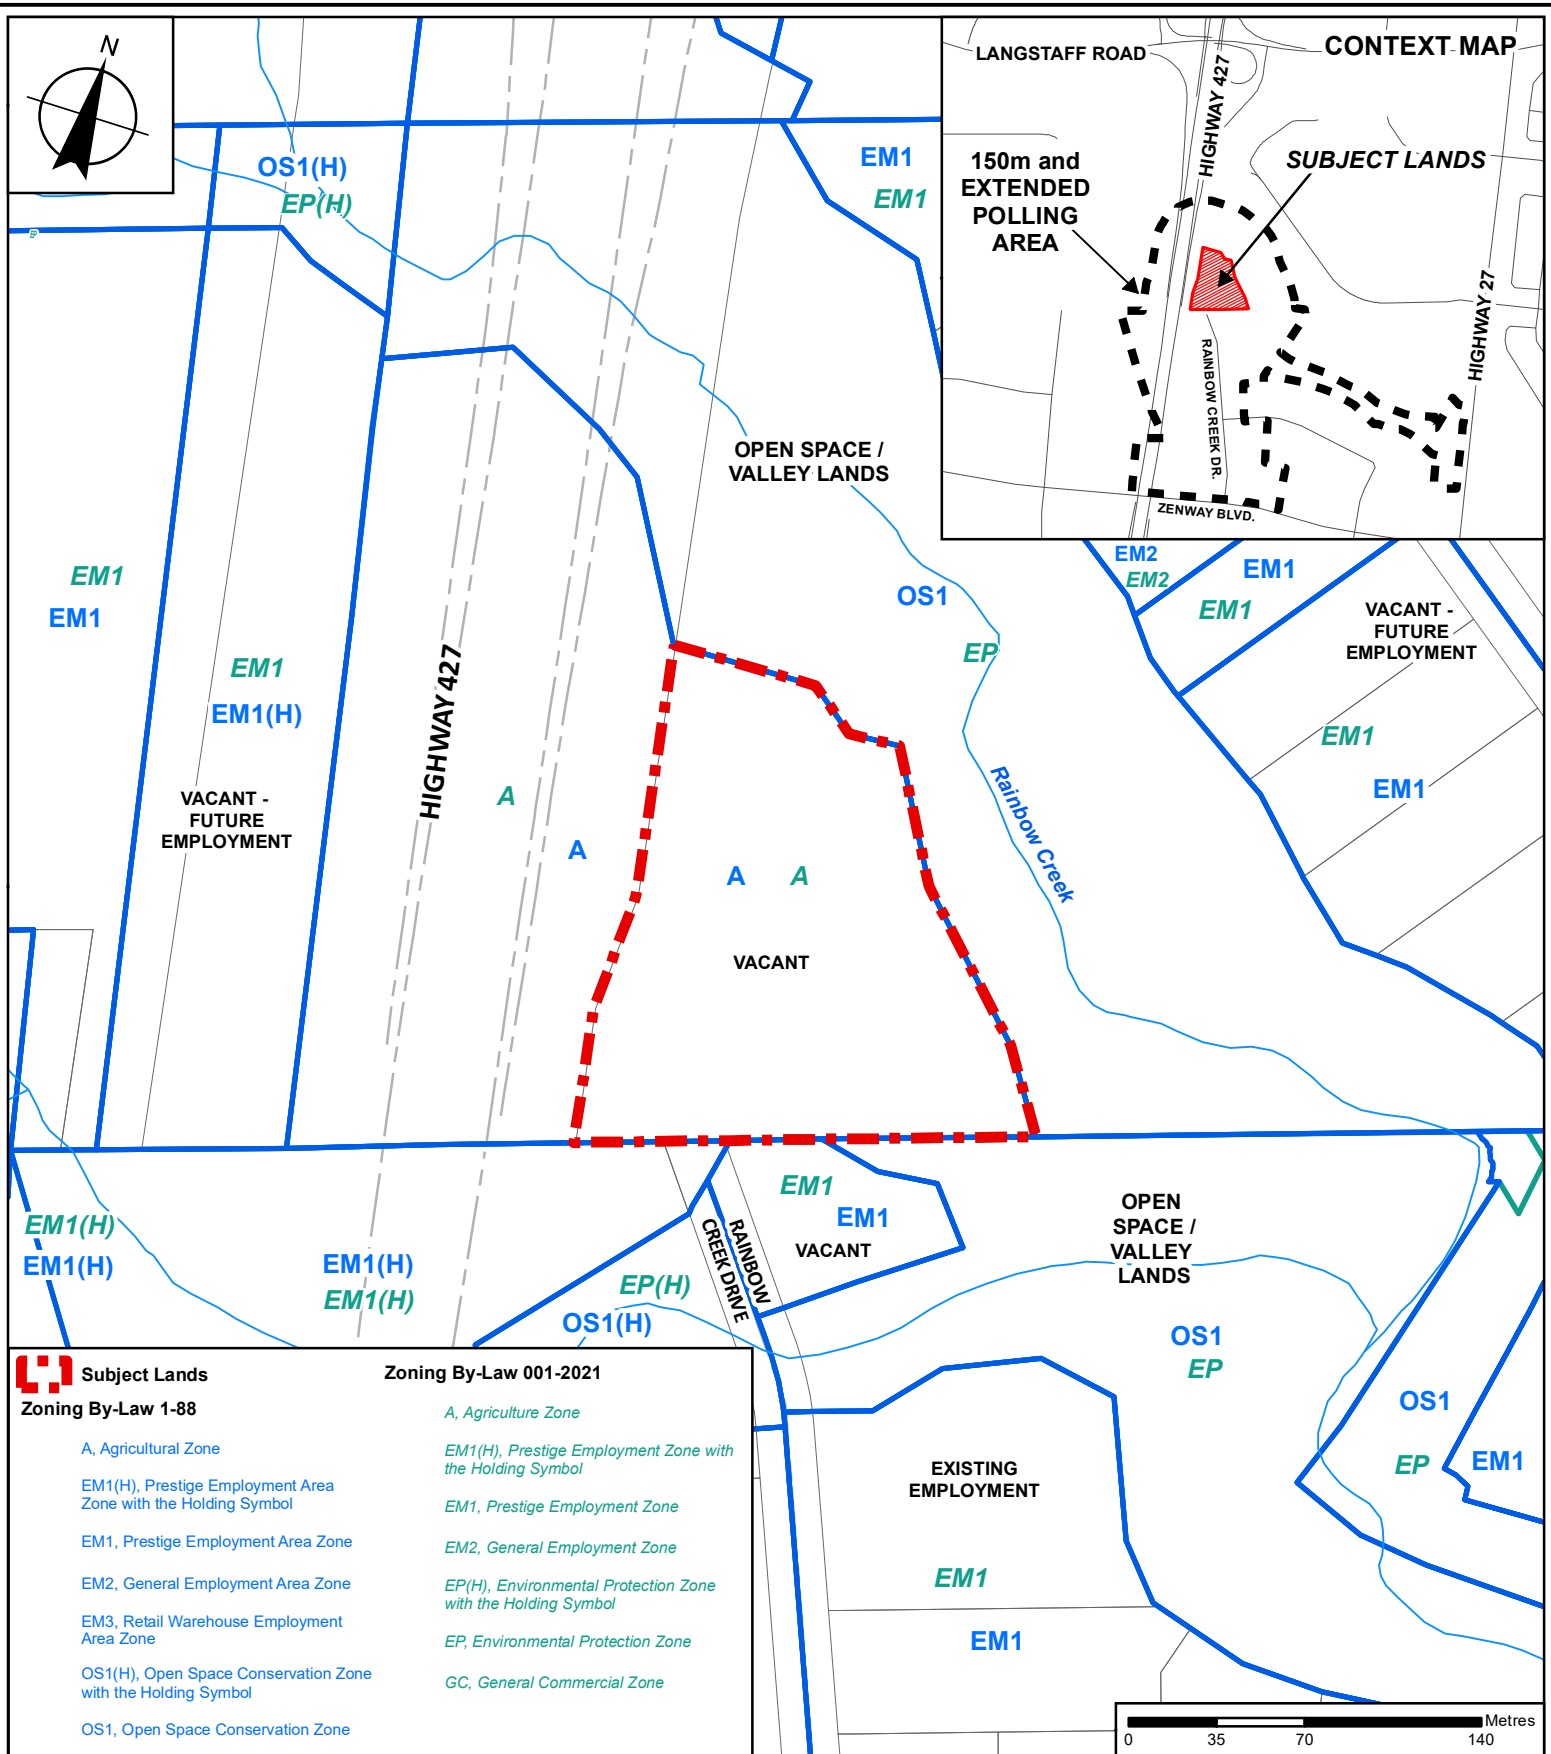 N
CONTEXT MAP
LANGSTAFF ROAD
HIGHWAY 427
150m and
EXTENDED
POLLING
AREA
SUBJECT LANDS
HIGHWAY 27
RAINBOW CREEK DR.
ZENWAY BLVD.
OS1(H)
EP(H)
EP
EM1
EM1
OPEN SPACE /
VALLEY LANDS
OS1
EP
EM2
EM2
EM1
EM1
VACANT -
FUTURE
EMPLOYMENT
EM1
EM1
EM1
EM1
EM1
EM1(H)
VACANT -
FUTURE
EMPLOYMENT
HIGHWAY 427
A
A
A A
VACANT
Rainbow Creek
EM1(H)
EM1(H)
EM1(H)
EM1(H)
EP(H)
OS1(H)
RAINBOW
CREEK DRIVE
EM1
EM1
VACANT
OPEN
SPACE /
VALLEY
LANDS
OS1
EP
OS1
EP
EM1
EXISTING
EMPLOYMENT
EM1
EM1
Subject Lands
Zoning By-Law 1-88
A, Agricultural Zone
EM1(H), Prestige Employment Area
Zone with the Holding Symbol
EM1, Prestige Employment Area Zone
EM2, General Employment Area Zone
EM3, Retail Warehouse Employment
Area Zone
OS1(H), Open Space Conservation Zone
with the Holding Symbol
OS1, Open Space Conservation Zone
Zoning By-Law 001-2021
A, Agriculture Zone
EM1(H), Prestige Employment Zone with
the Holding Symbol
EM1, Prestige Employment Zone
EM2, General Employment Zone
EP(H), Environmental Protection Zone
with the Holding Symbol
EP, Environmental Protection Zone
GC, General Commercial Zone
Metres
0 35 70 140